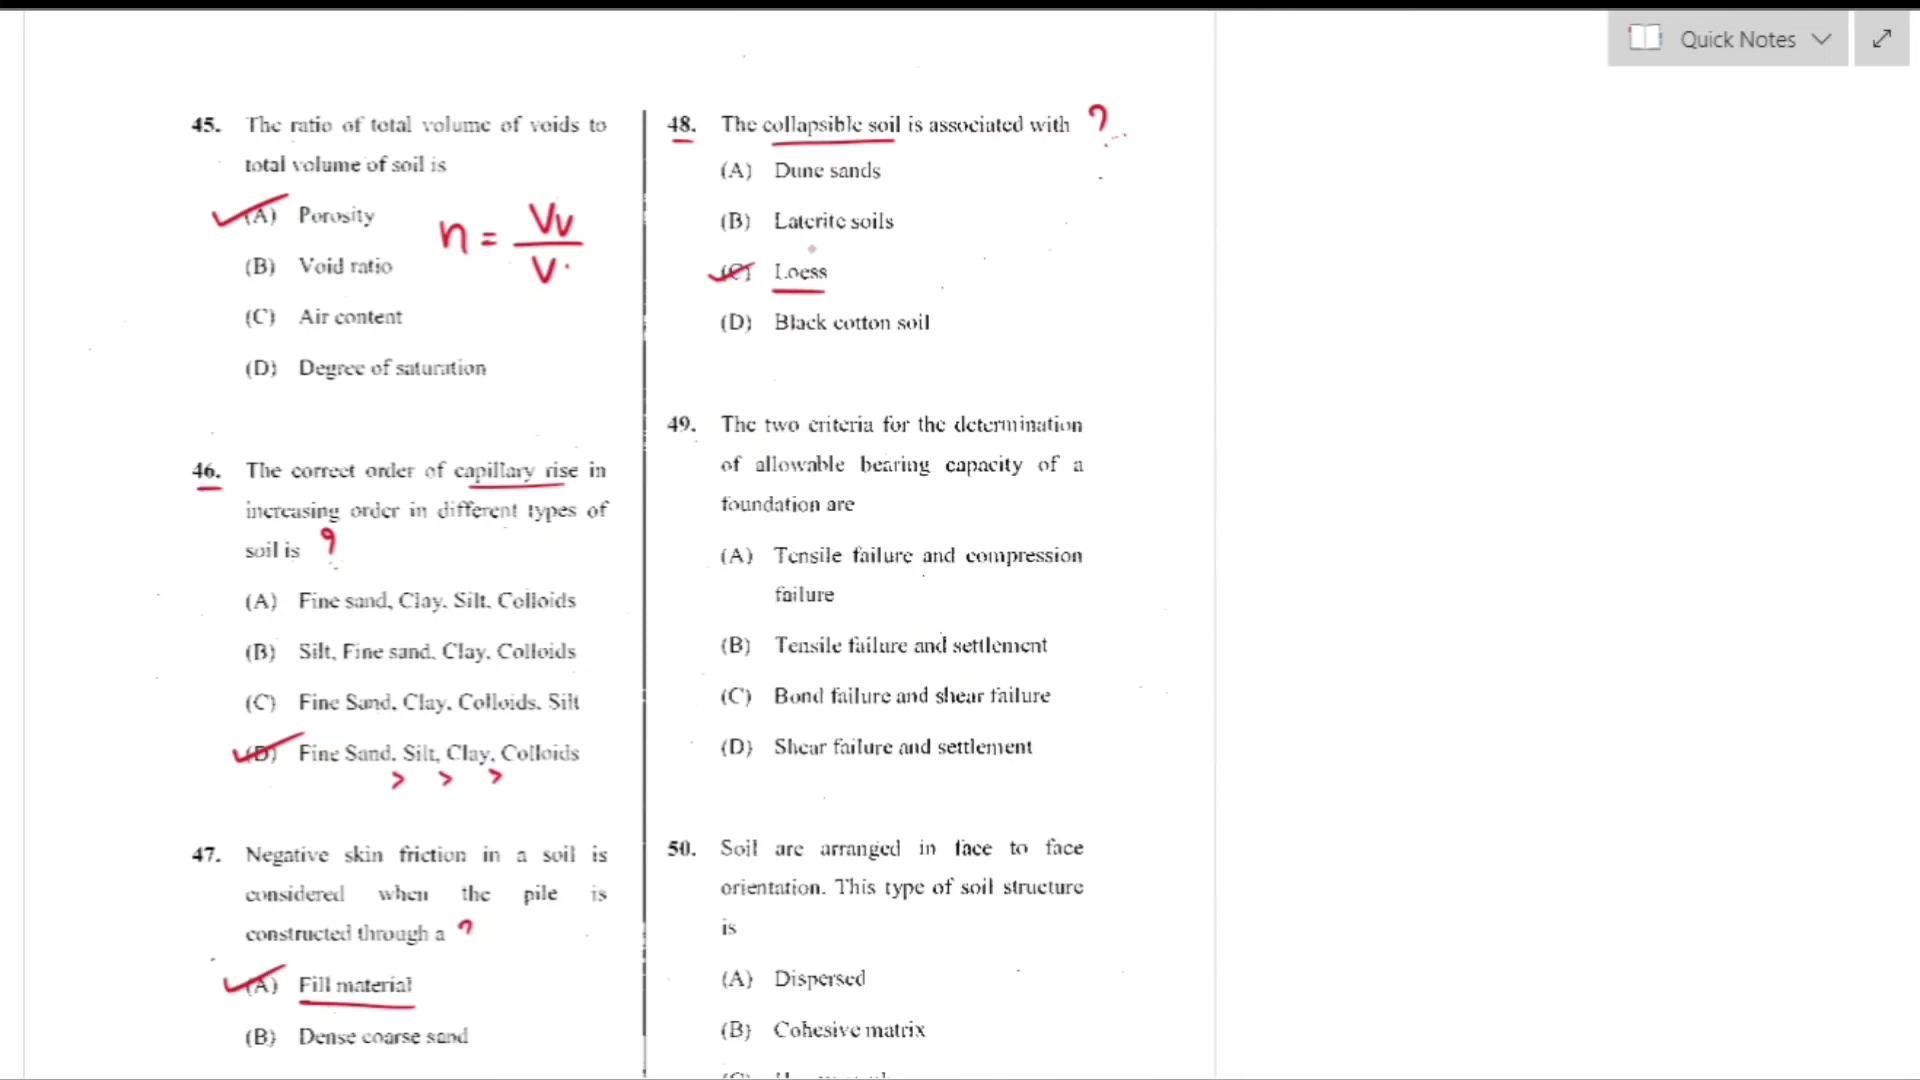 Quick Notes
45. The ratio of total volume of voids to
total volume of soil is
(A) Porosity
n = Vv / V
(B) Void ratio
(C) Air content
(D) Degree of saturation
46. The correct order of capillary rise in
increasing order in different types of
soil is ?
(A) Fine sand, Clay, Silt, Colloids
(B) Silt, Fine sand, Clay, Colloids
(C) Fine Sand, Clay, Colloids, Silt
(D) Fine Sand, Silt, Clay, Colloids
> > >
47. Negative skin friction in a soil is
considered when the pile is
constructed through a ?
(A) Fill material
(B) Dense coarse sand
48. The collapsible soil is associated with ?
(A) Dune sands
(B) Laterite soils
(C) Loess
(D) Black cotton soil
49. The two criteria for the determination
of allowable bearing capacity of a
foundation are
(A) Tensile failure and compression
failure
(B) Tensile failure and settlement
(C) Bond failure and shear failure
(D) Shear failure and settlement
50. Soil are arranged in face to face
orientation. This type of soil structure
is
(A) Dispersed
(B) Cohesive matrix